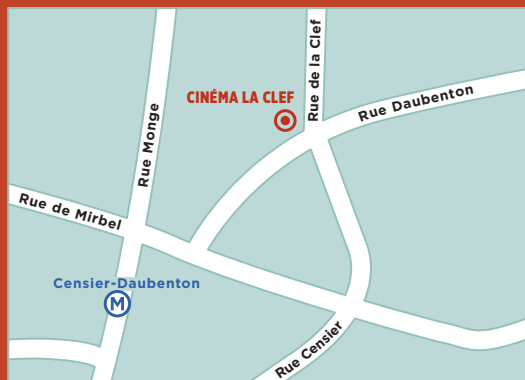 Rue de la Clef
CINÉMA LA CLEF
Rue Daubenton
Rue Monge
Rue de Mirbel
Censier-Daubenton
M
Rue Censier